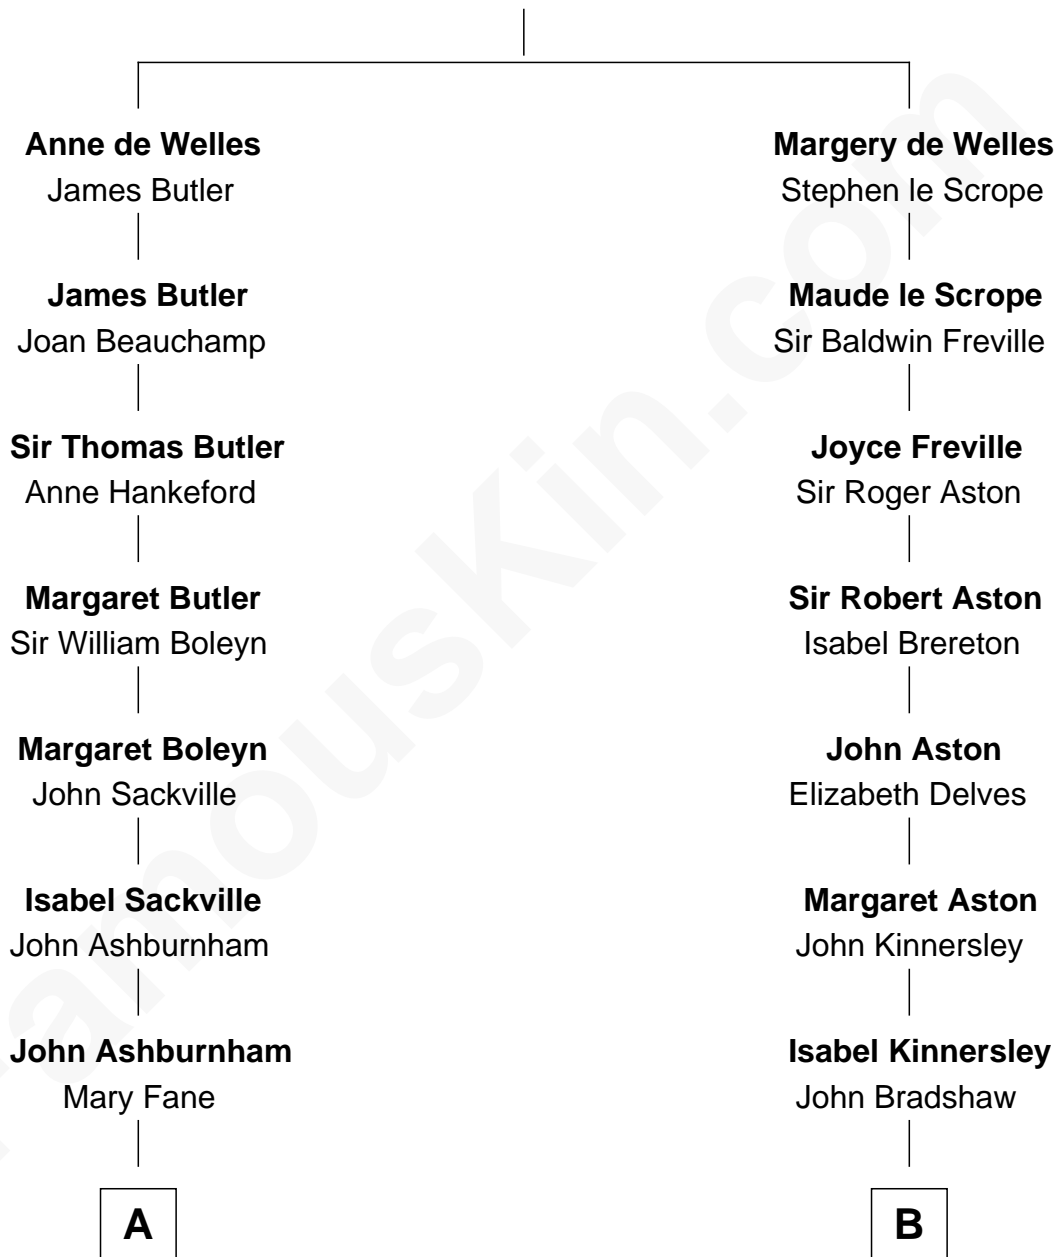 Anne de Welles
James Butler
James Butler
Joan Beauchamp
Sir Thomas Butler
Anne Hankeford
Margaret Butler
Sir William Boleyn
Margaret Boleyn
John Sackville
Isabel Sackville
John Ashburnham
John Ashburnham
Mary Fane
A
Margery de Welles
Stephen le Scrope
Maude le Scrope
Sir Baldwin Freville
Joyce Freville
Sir Roger Aston
Sir Robert Aston
Isabel Brereton
John Aston
Elizabeth Delves
Margaret Aston
John Kinnersley
Isabel Kinnersley
John Bradshaw
B
FamousKin.com